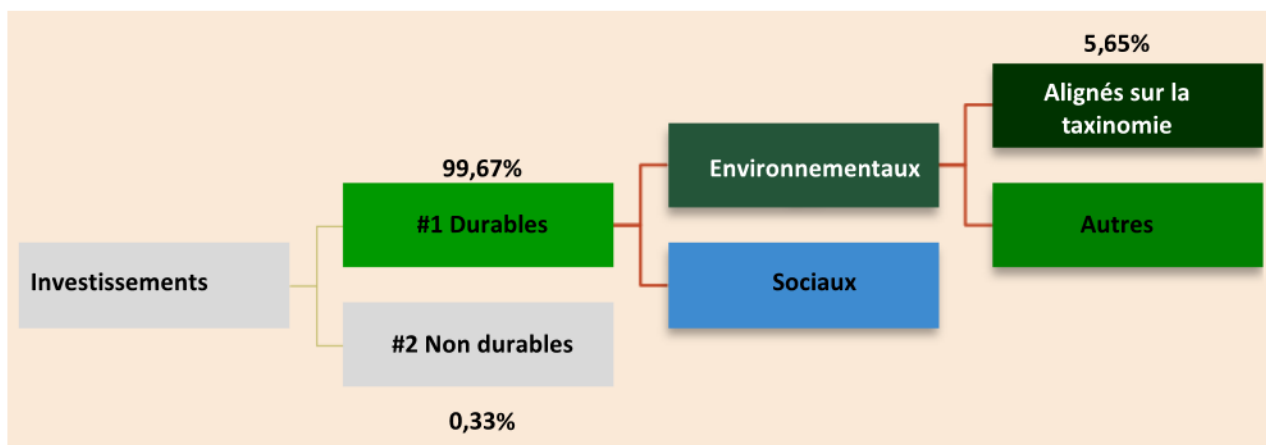 5,65%
Alignés sur la
taxinomie
Environnementaux
99,67%
#1 Durables
Autres
Investissements
Sociaux
#2 Non durables
0,33%